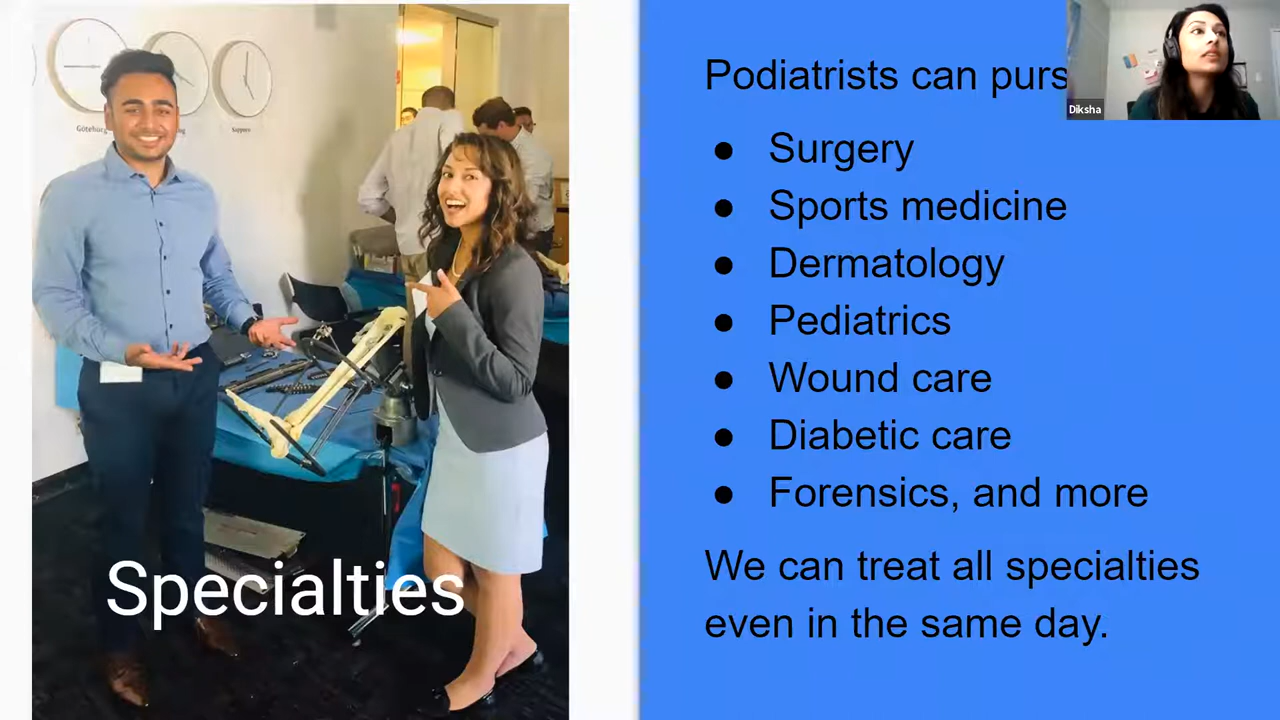 Göteburg
Specialties
Podiatrists can purs
Diksha
● Surgery
● Sports medicine
● Dermatology
● Pediatrics
● Wound care
● Diabetic care
● Forensics, and more
We can treat all specialties
even in the same day.